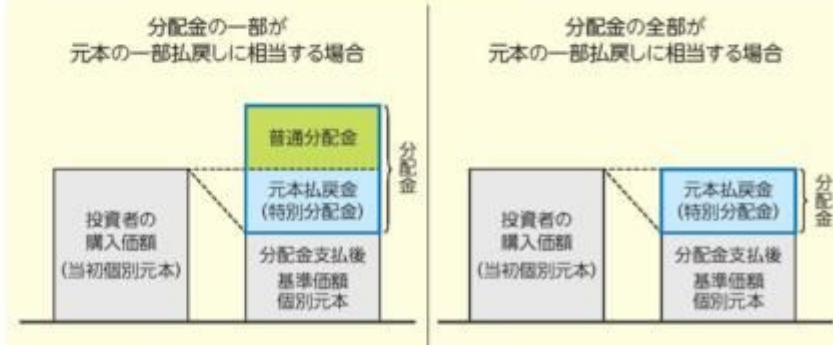 分配金の一部が
元本の一部払戻しに相当する場合
普通分配金
元本払戻金
(特別分配金)
分配金
投資者の
購入価額
(当初個別元本)
分配金支払後
基準価額
個別元本
分配金の全部が
元本の一部払戻しに相当する場合
元本払戻金
(特別分配金)
分配金
投資者の
購入価額
(当初個別元本)
分配金支払後
基準価額
個別元本